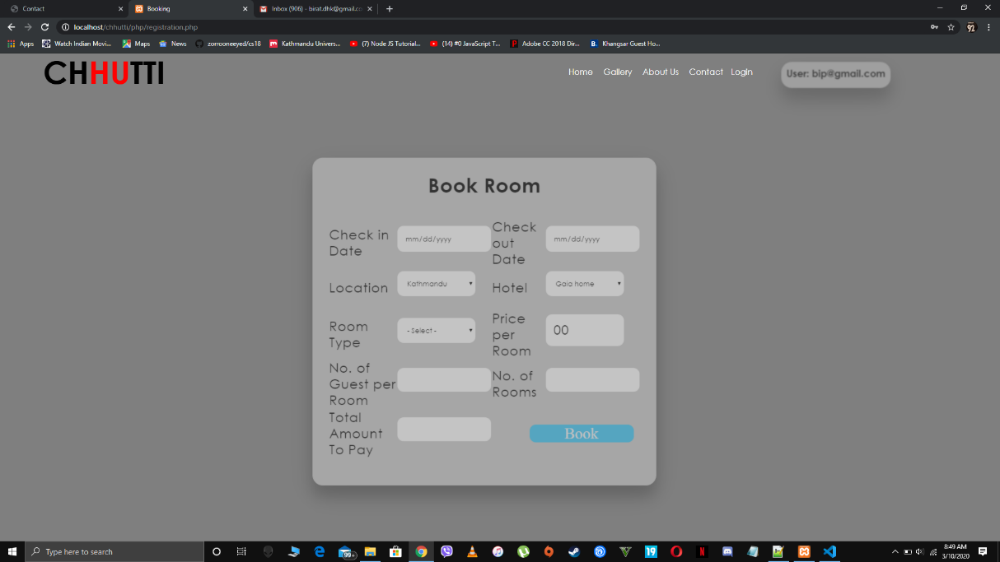 Contact
Booking
Inbox (906) - birat.dhk@gmail.co
localhost/chhutti/php/registration.php
92
Apps
Watch Indian Movi...
Maps
News
zorrooneeyed/cs18
Kathmandu Univers...
(7) Node JS Tutorial...
(14) #0 JavaScript T...
Adobe CC 2018 Dir...
B. Khangsar Guest Ho...
CHHUTTI
Home
Gallery
About Us
Contact
LogIn
User: bip@gmail.com
Book Room
Check in
Date
mm/dd/yyyy
Check
out
Date
mm/dd/yyyy
Location
Kathmandu
Hotel
Gaia home
Room
Type
- Select -
Price
per
Room
00
No. of
Guest per
Room
No. of
Rooms
Total
Amount
To Pay
Book
Type here to search
99+
19
N
8:49 AM
3/10/2020